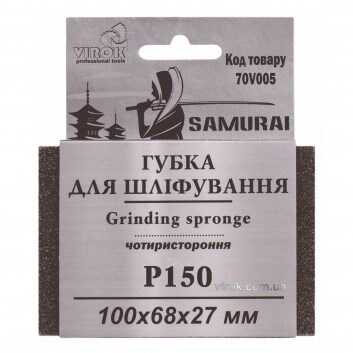 VIROK
professional tools
Код товару
70V005
SAMURAI
ГУБКА
ДЛЯ ШЛІФУВАННЯ
Grinding spronge
чотиристороння
P150
virok.com.ua
100x68x27 мм